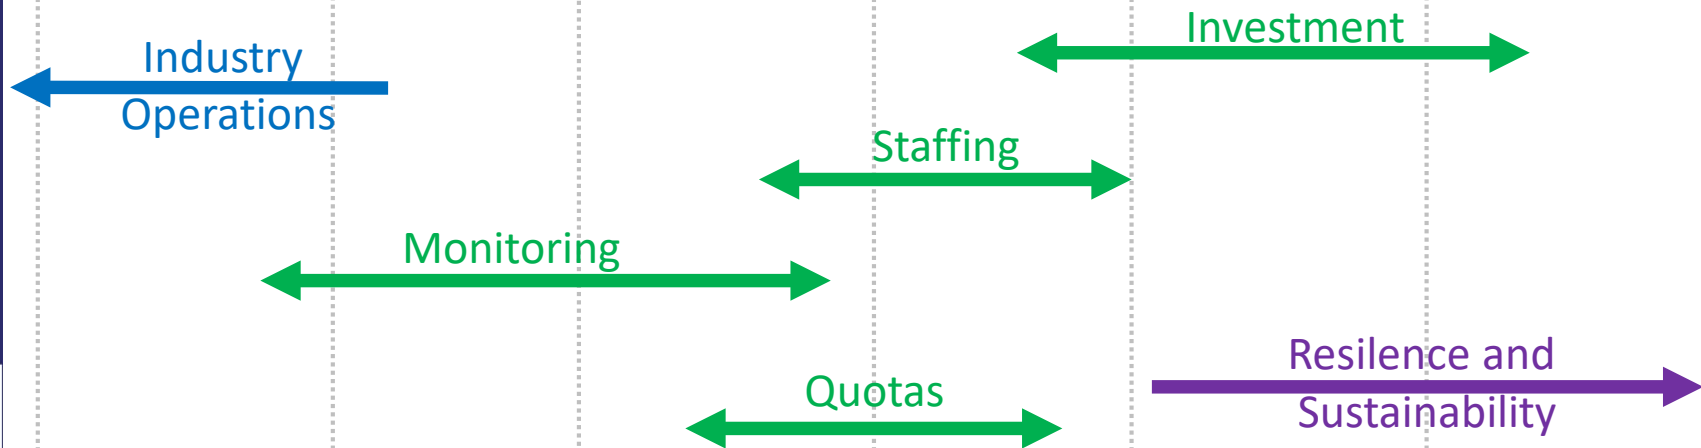 Investment
Industry
Operations
Staffing
Monitoring
Resilence and
Sustainability
Quotas